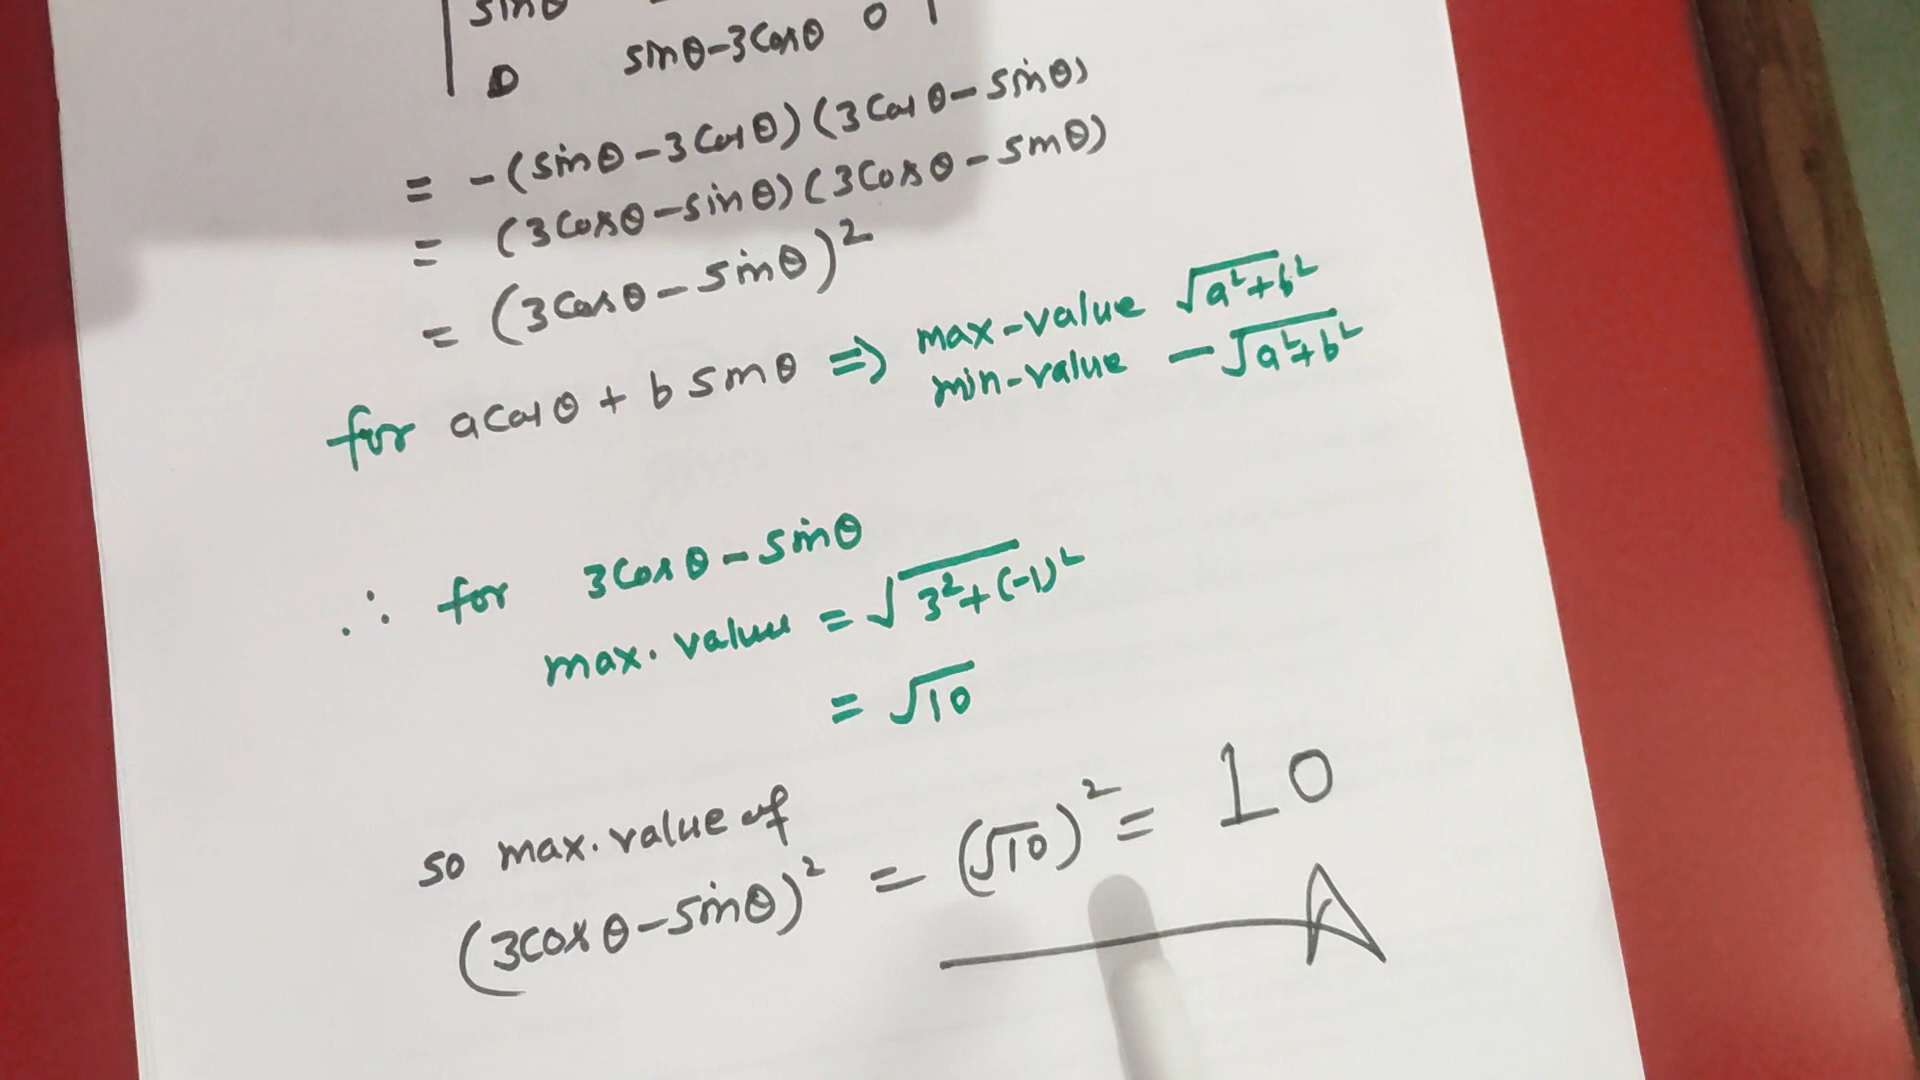 sinθ
0 sinθ-3cosθ 0
= -(sinθ-3cosθ)(3cosθ-sinθ)
= (3cosθ-sinθ)(3cosθ-sinθ)
= (3cosθ-sinθ)²
for acosθ + bsinθ ⇒ max-value √a²+b²
min-value -√a²+b²
∴ for 3cosθ-sinθ
max. value = √3²+(-1)²
= √10
so max. value of
(3cosθ-sinθ)² = (√10)² = 10
A